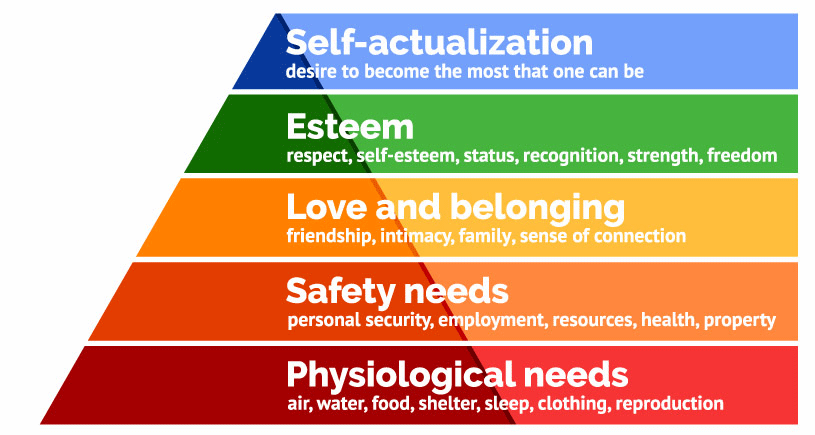 Self-actualization
desire to become the most that one can be
Esteem
respect, self-esteem, status, recognition, strength, freedom
Love and belonging
friendship, intimacy, family, sense of connection
Safety needs
personal security, employment, resources, health, property
Physiological needs
air, water, food, shelter, sleep, clothing, reproduction